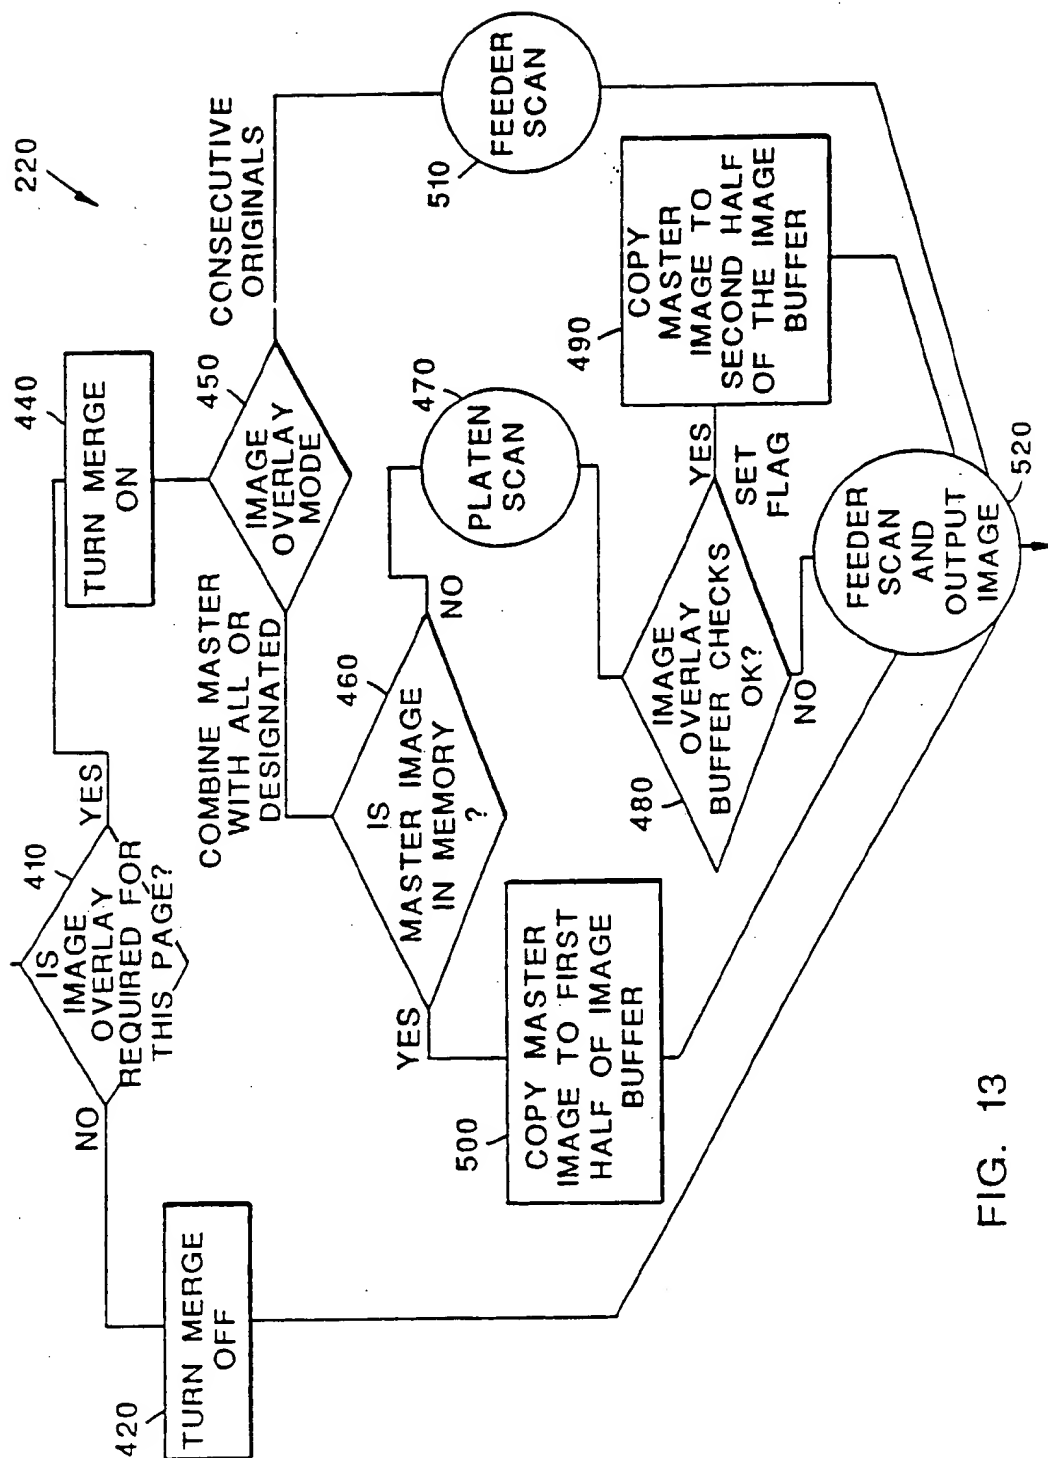 220
410
IS
IMAGE
OVERLAY
REQUIRED FOR
THIS PAGE?
YES
NO
440
TURN MERGE
ON
420
TURN MERGE
OFF
450
IMAGE
OVERLAY
MODE
CONSECUTIVE
ORIGINALS
COMBINE MASTER
WITH ALL OR
DESIGNATED
460
IS
MASTER IMAGE
IN MEMORY
?
YES
NO
470
PLATEN
SCAN
510
FEEDER
SCAN
480
IMAGE
OVERLAY
BUFFER CHECKS
OK?
YES
SET
FLAG
NO
490
COPY
MASTER
IMAGE TO
SECOND HALF
OF THE IMAGE
BUFFER
500
COPY MASTER
IMAGE TO FIRST
HALF OF IMAGE
BUFFER
520
FEEDER
SCAN
AND
OUTPUT
IMAGE
FIG. 13